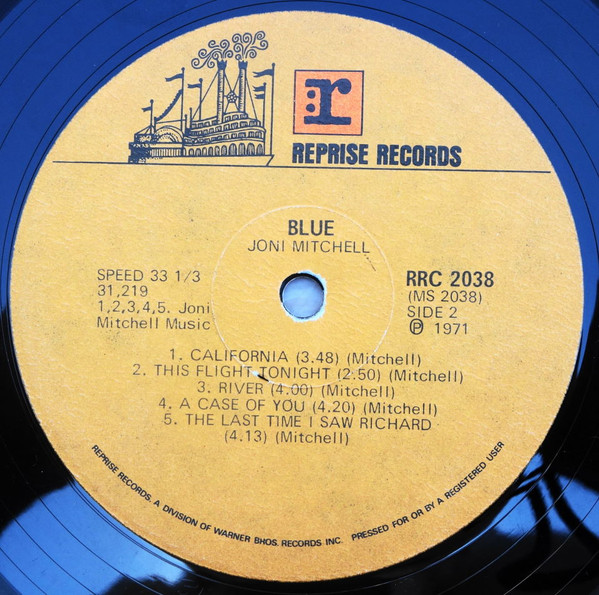 r
REPRISE RECORDS
BLUE
JONI MITCHELL
SPEED 33 1/3
31,219
1,2,3,4,5. Joni
Mitchell Music
RRC 2038
(MS 2038)
SIDE 2
℗ 1971
1. CALIFORNIA (3.48) (Mitchell)
2. THIS FLIGHT TONIGHT (2.50) (Mitchell)
3. RIVER (4.00) (Mitchell)
4. A CASE OF YOU (4.20) (Mitchell)
5. THE LAST TIME I SAW RICHARD
(4.13) (Mitchell)
REPRISE RECORDS. A DIVISION OF WARNER BHOS. RECORDS INC. PRESSED FOR OR BY A REGISTERED USER